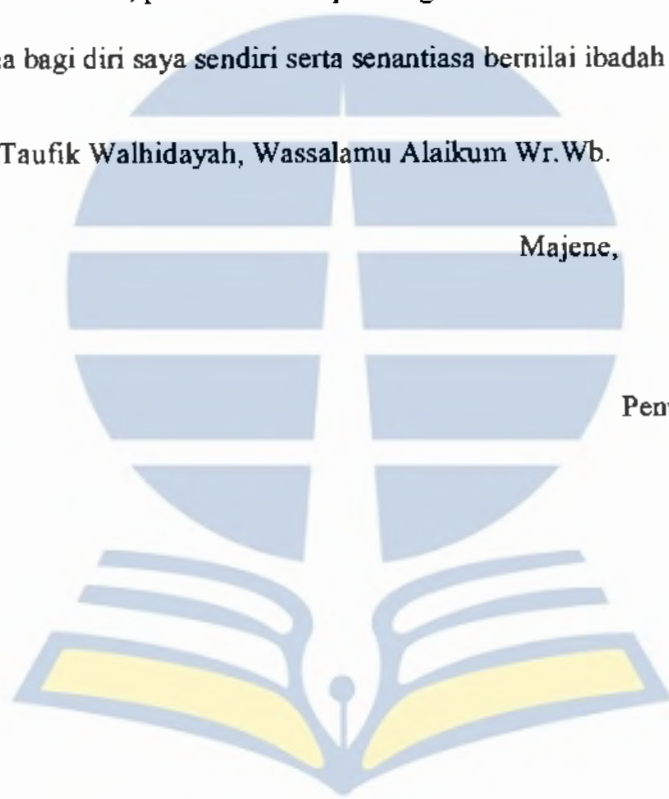 bagi diri saya sendiri serta senantiasa bernilai ibadah
Taufik Walhidayah, Wassalamu Alaikum Wr.Wb.
Majene,